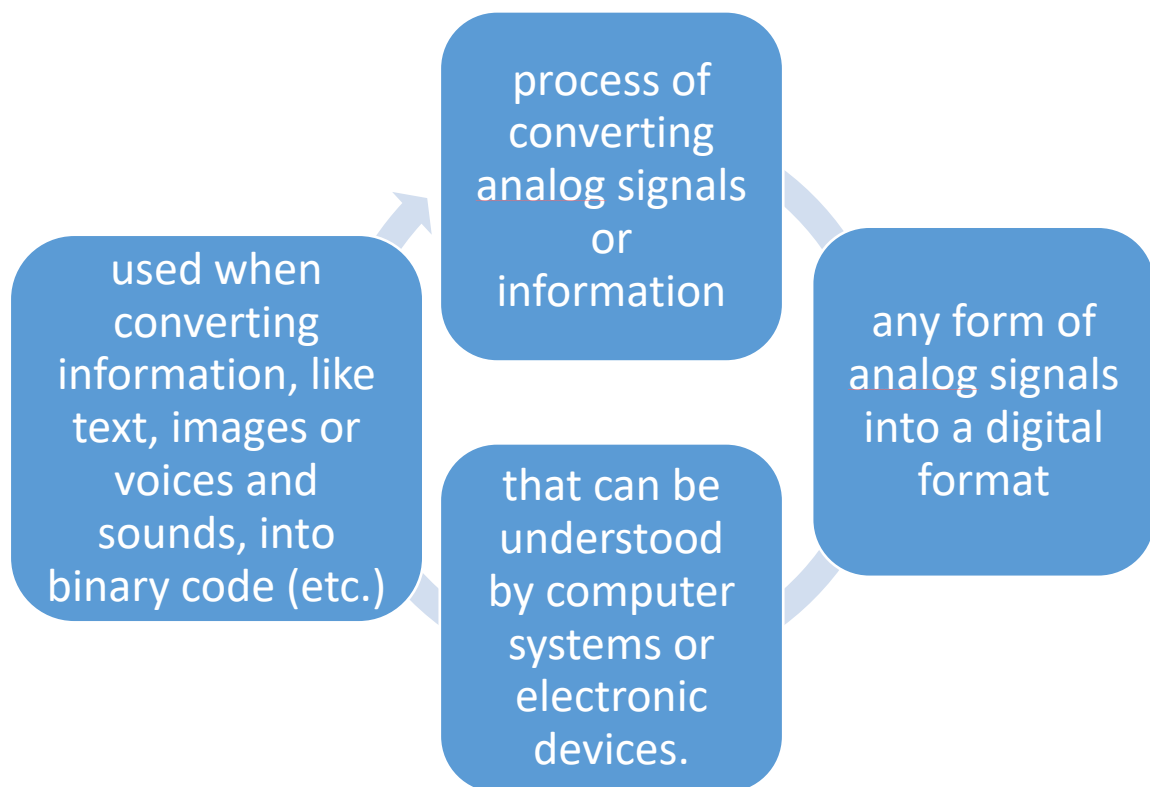 process of
converting
analog signals
or
information
any form of
analog signals
into a digital
format
that can be
understood
by computer
systems or
electronic
devices.
used when
converting
information, like
text, images or
voices and
sounds, into
binary code (etc.)